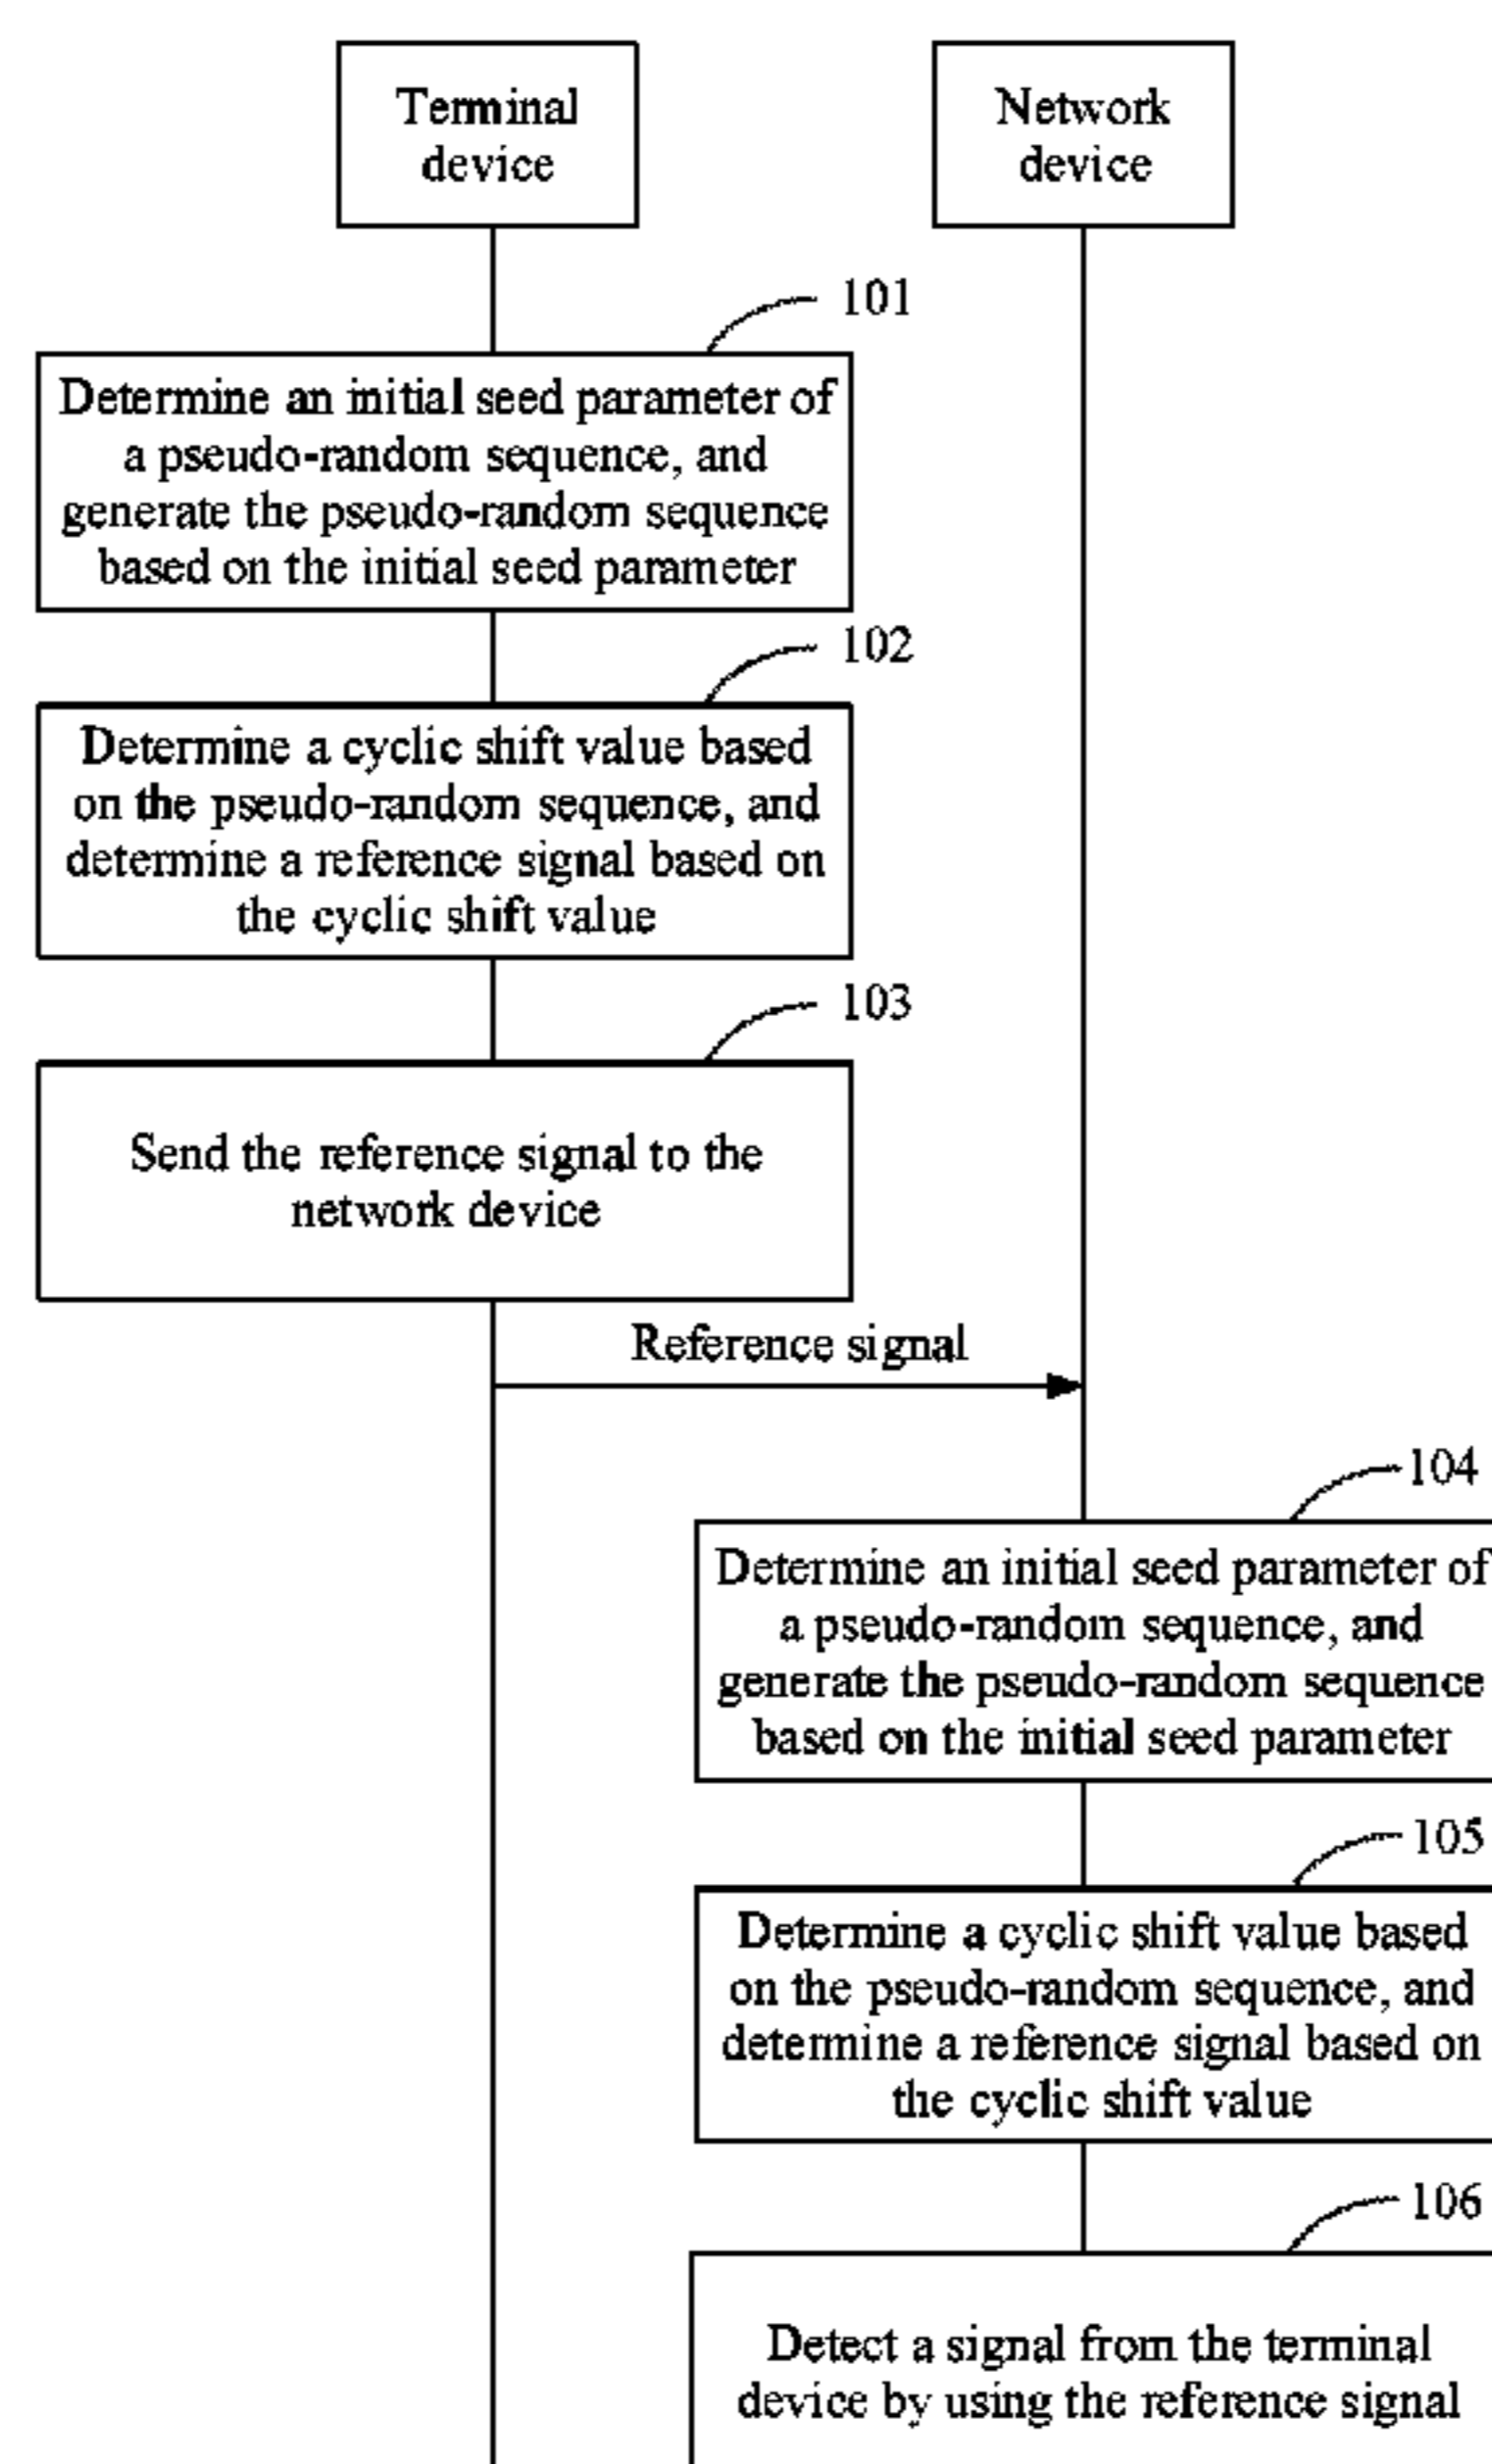 Terminal
device
Network
device
101
Determine an initial seed parameter of
a pseudo-random sequence, and
generate the pseudo-random sequence
based on the initial seed parameter
102
Determine a cyclic shift value based
on the pseudo-random sequence, and
determine a reference signal based on
the cyclic shift value
103
Send the reference signal to the
network device
Reference signal
104
Determine an initial seed parameter of
a pseudo-random sequence, and
generate the pseudo-random sequence
based on the initial seed parameter
105
Determine a cyclic shift value based
on the pseudo-random sequence, and
determine a reference signal based on
the cyclic shift value
106
Detect a signal from the terminal
device by using the reference signal